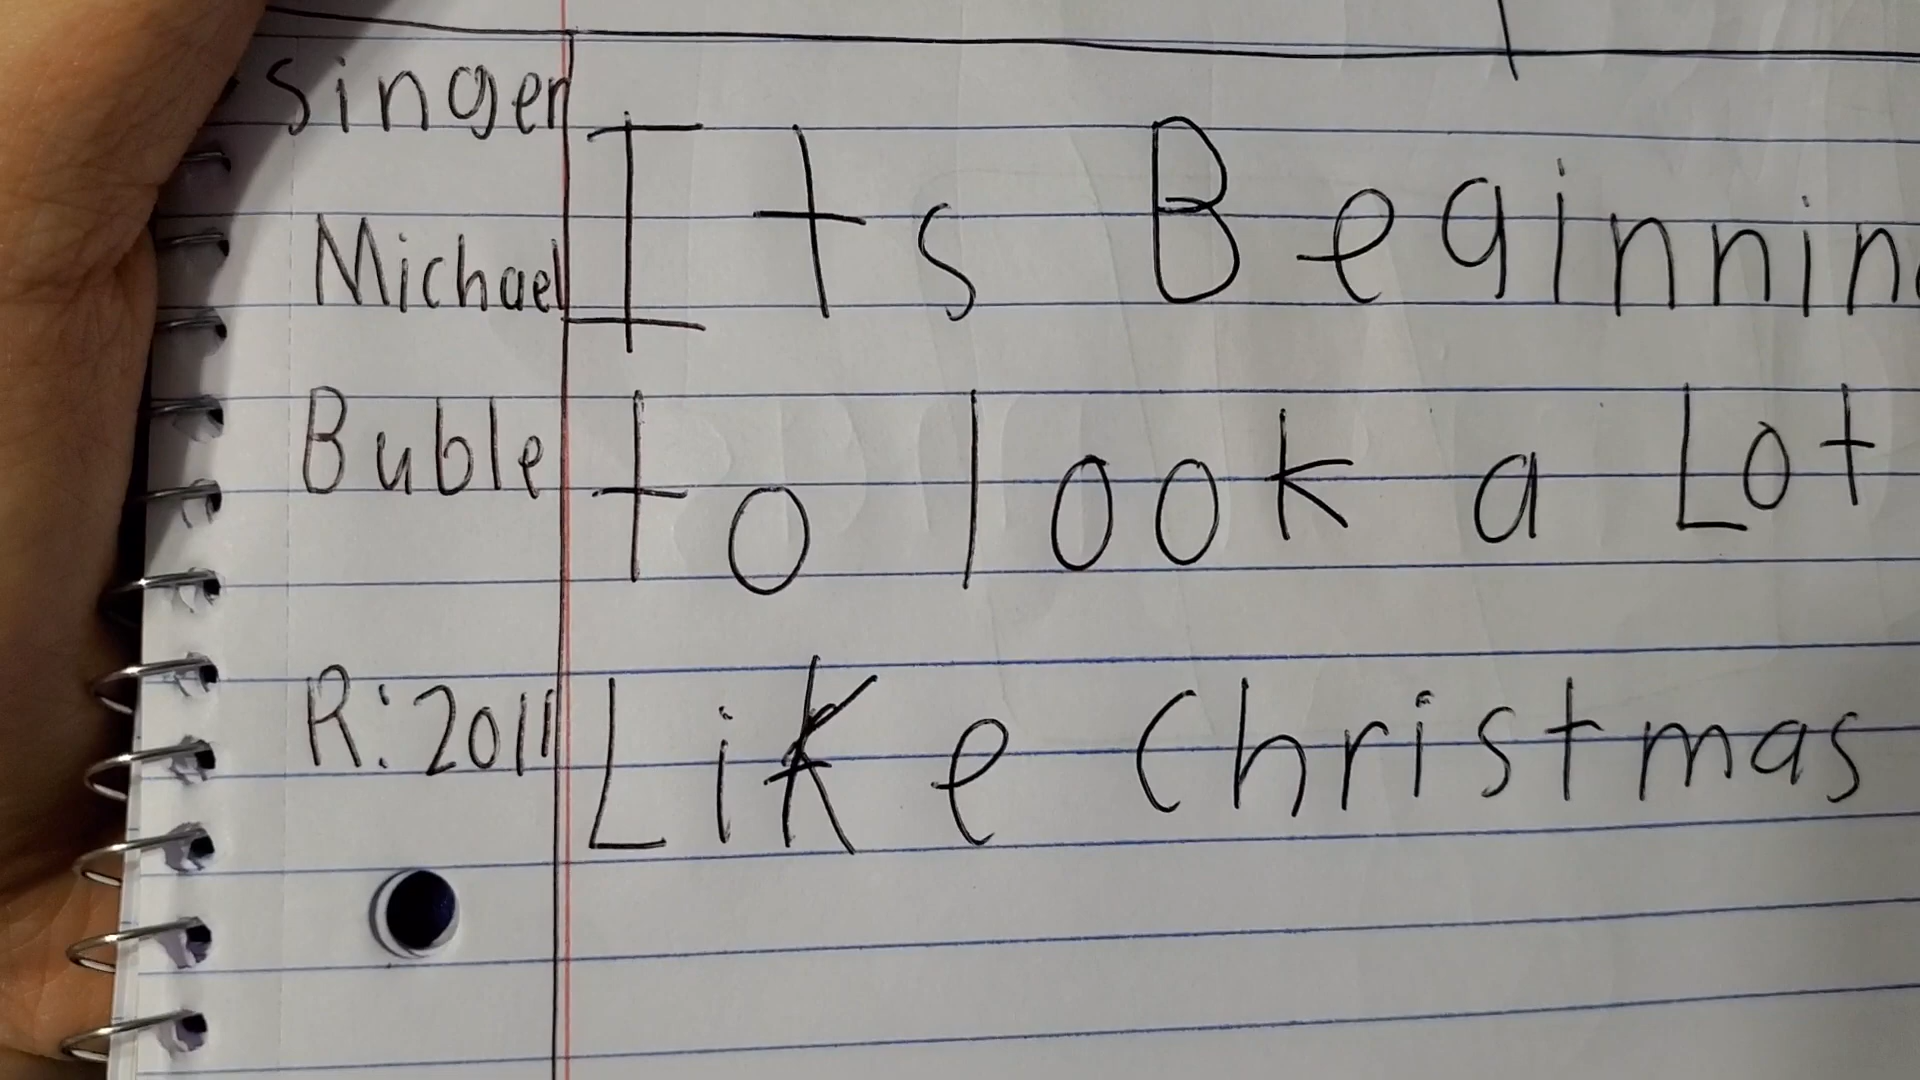 Singer
Michael
Buble
R: 2011
Its Beginnin
to look a Lot
Like Christmas